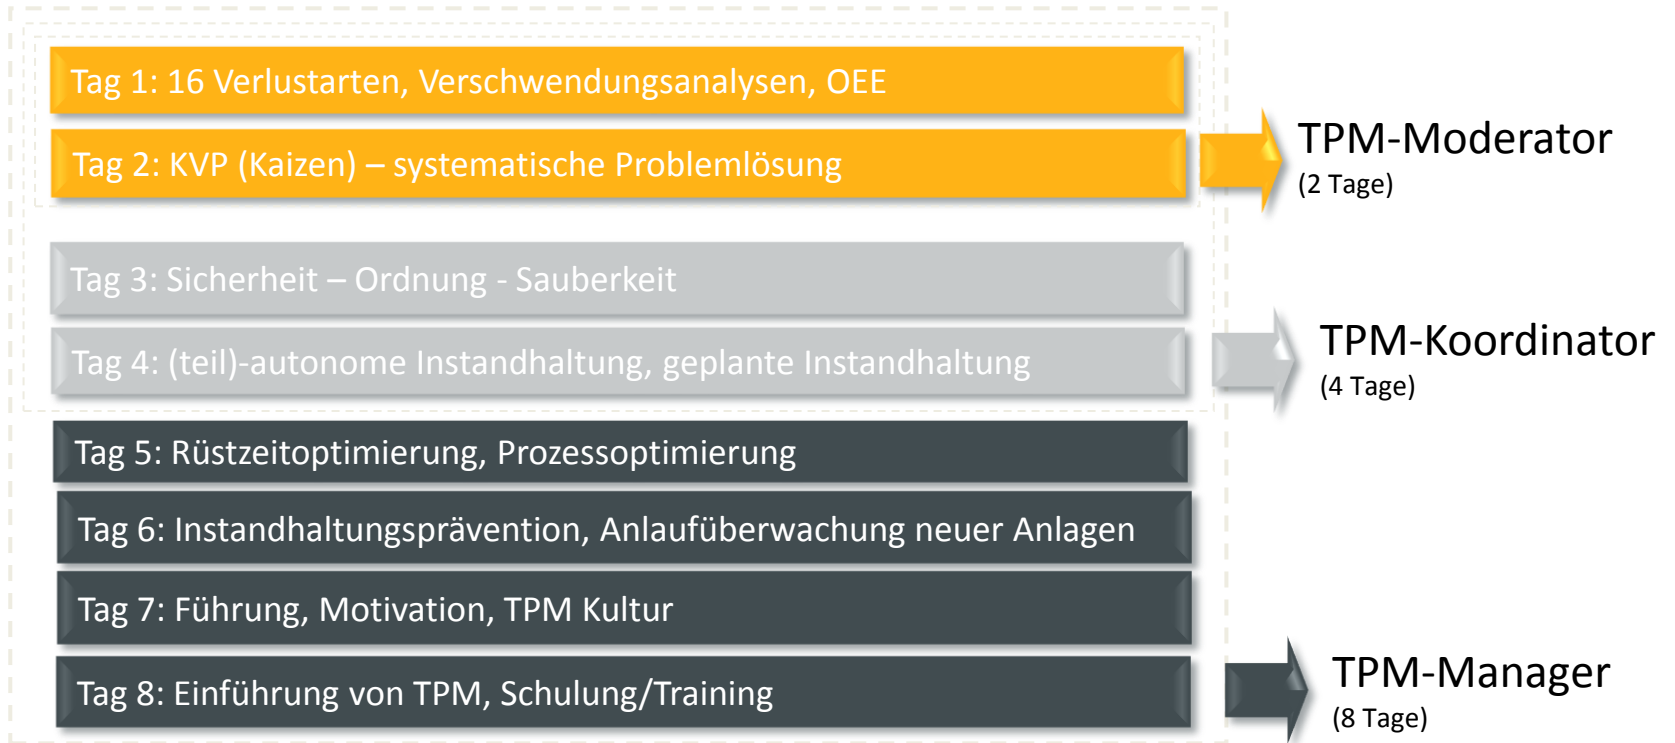 Tag 1: 16 Verlustarten, Verschwendungsanalysen, OEE
Tag 2: KVP (Kaizen) – systematische Problemlösung
TPM-Moderator
(2 Tage)
Tag 3: Sicherheit – Ordnung - Sauberkeit
Tag 4: (teil)-autonome Instandhaltung, geplante Instandhaltung
TPM-Koordinator
(4 Tage)
Tag 5: Rüstzeitoptimierung, Prozessoptimierung
Tag 6: Instandhaltungsprävention, Anlaufüberwachung neuer Anlagen
Tag 7: Führung, Motivation, TPM Kultur
Tag 8: Einführung von TPM, Schulung/Training
TPM-Manager
(8 Tage)